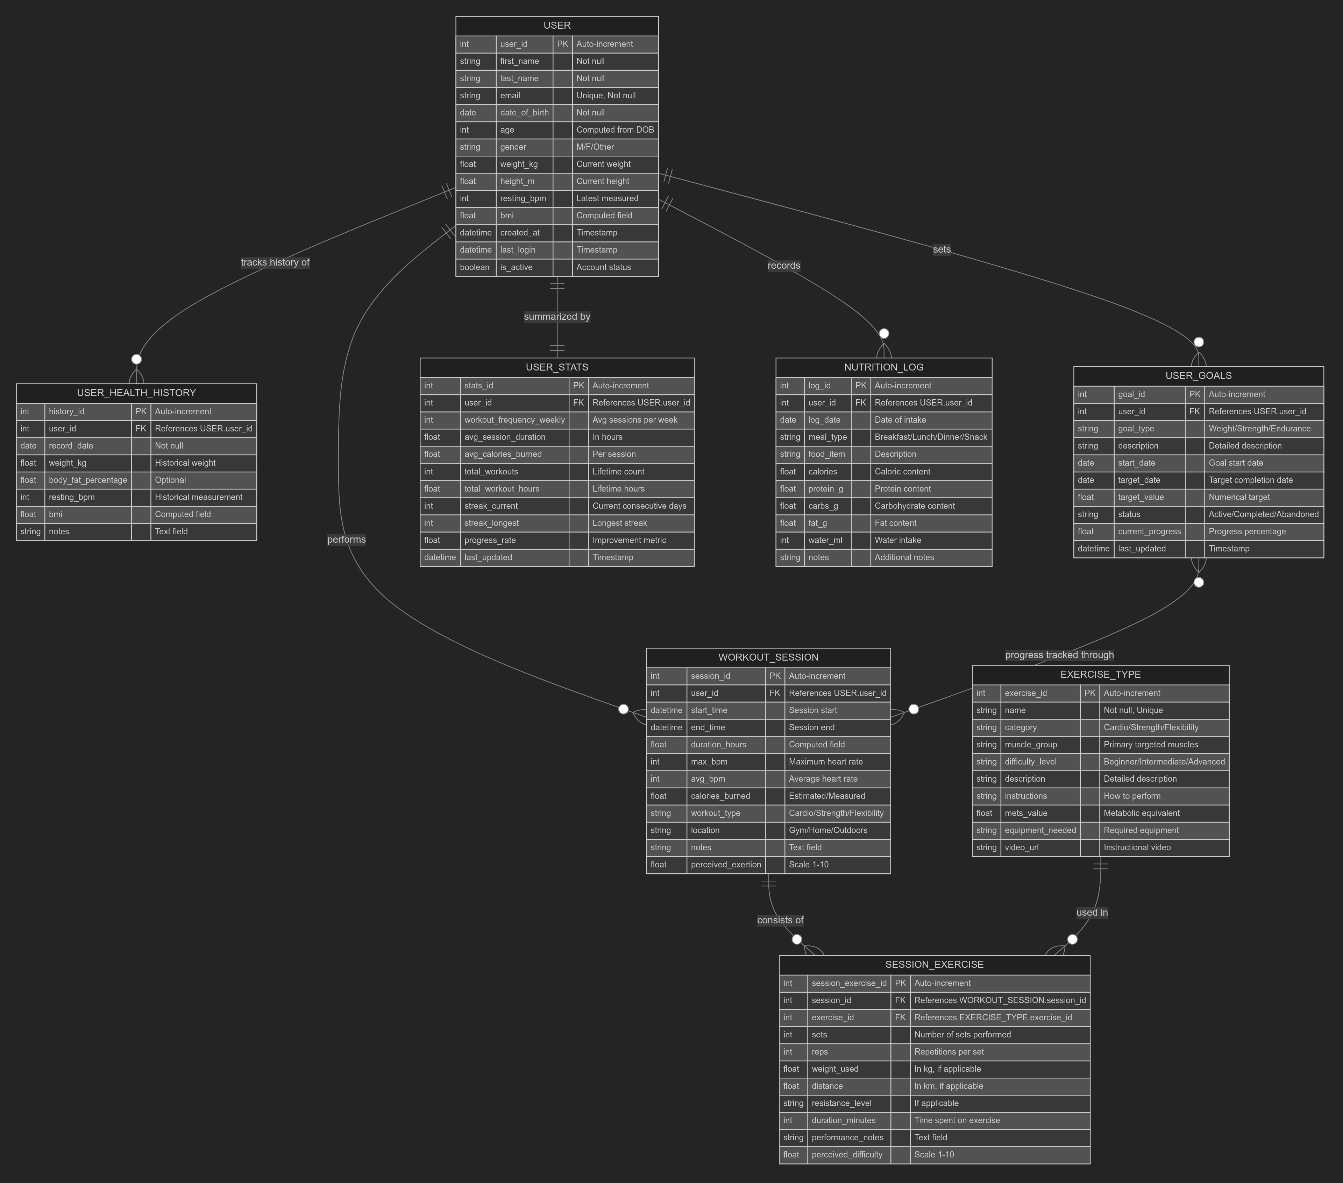 USER
int user_id PK Auto-increment
string first_name Not null
string last_name Not null
string email Unique, Not null
date date_of_birth Not null
int age Computed from DOB
string gender M/F/Other
float weight_kg Current weight
float height_m Current height
int resting_bpm Latest measured
float bmi Computed field
datetime created_at Timestamp
datetime last_login Timestamp
boolean is_active Account status
tracks history of
summarized by
records
sets
performs
USER_HEALTH_HISTORY
int history_id PK Auto-increment
int user_id FK References USER.user_id
date record_date Not null
float weight_kg Historical weight
float body_fat_percentage Optional
int resting_bpm Historical measurement
float bmi Computed field
string notes Text field
USER_STATS
int stats_id PK Auto-increment
int user_id FK References USER.user_id
int workout_frequency_weekly Avg sessions per week
float avg_session_duration In hours
float avg_calories_burned Per session
int total_workouts Lifetime count
float total_workout_hours Lifetime hours
int streak_current Current consecutive days
int streak_longest Longest streak
float progress_rate Improvement metric
datetime last_updated Timestamp
NUTRITION_LOG
int log_id PK Auto-increment
int user_id FK References USER.user_id
date log_date Date of intake
string meal_type Breakfast/Lunch/Dinner/Snack
string food_item Description
float calories Caloric content
float protein_g Protein content
float carbs_g Carbohydrate content
float fat_g Fat content
int water_ml Water intake
string notes Additional notes
USER_GOALS
int goal_id PK Auto-increment
int user_id FK References USER.user_id
string goal_type Weight/Strength/Endurance
string description Detailed description
date start_date Goal start date
date target_date Target completion date
float target_value Numerical target
string status Active/Completed/Abandoned
float current_progress Progress percentage
datetime last_updated Timestamp
progress tracked through
WORKOUT_SESSION
int session_id PK Auto-increment
int user_id FK References USER.user_id
datetime start_time Session start
datetime end_time Session end
float duration_hours Computed field
int max_bpm Maximum heart rate
int avg_bpm Average heart rate
float calories_burned Estimated/Measured
string workout_type Cardio/Strength/Flexibility
string location Gym/Home/Outdoors
string notes Text field
float perceived_exertion Scale 1-10
EXERCISE_TYPE
int exercise_id PK Auto-increment
string name Not null, Unique
string category Cardio/Strength/Flexibility
string muscle_group Primary targeted muscles
string difficulty_level Beginner/Intermediate/Advanced
string description Detailed description
string instructions How to perform
float mets_value Metabolic equivalent
string equipment_needed Required equipment
string video_url Instructional video
consists of
used in
SESSION_EXERCISE
int session_exercise_id PK Auto-increment
int session_id FK References WORKOUT_SESSION.session_id
int exercise_id FK References EXERCISE_TYPE.exercise_id
int sets Number of sets performed
int reps Repetitions per set
float weight_used In kg, if applicable
float distance In km, if applicable
string resistance_level If applicable
int duration_minutes Time spent on exercise
string performance_notes Text field
float perceived_difficulty Scale 1-10